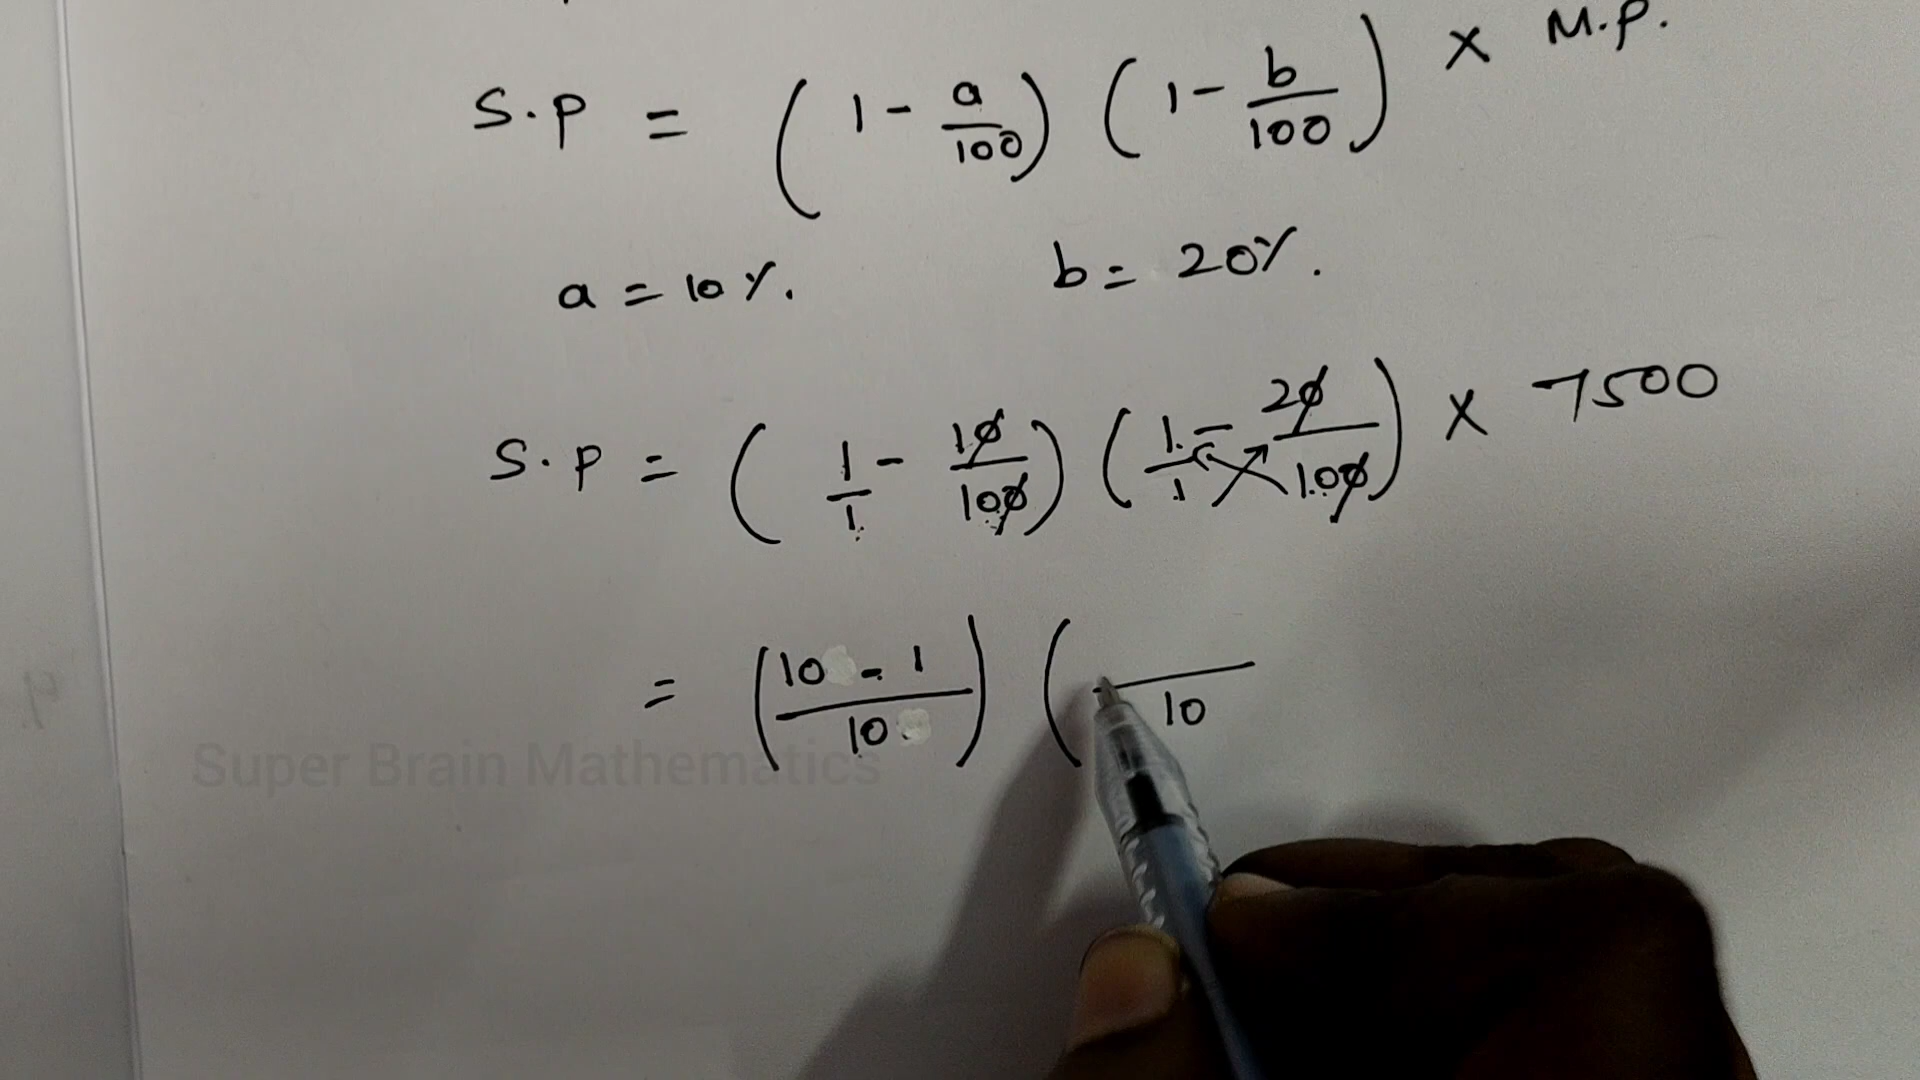 S.P = (1 - a/100) (1 - b/100) × M.P.
a = 10%. b = 20%.
S.P = (1/1 - 10/100) (1/1 - 20/100) × 7500
= (10 - 1/10) ( /10
Super Brain Mathematics